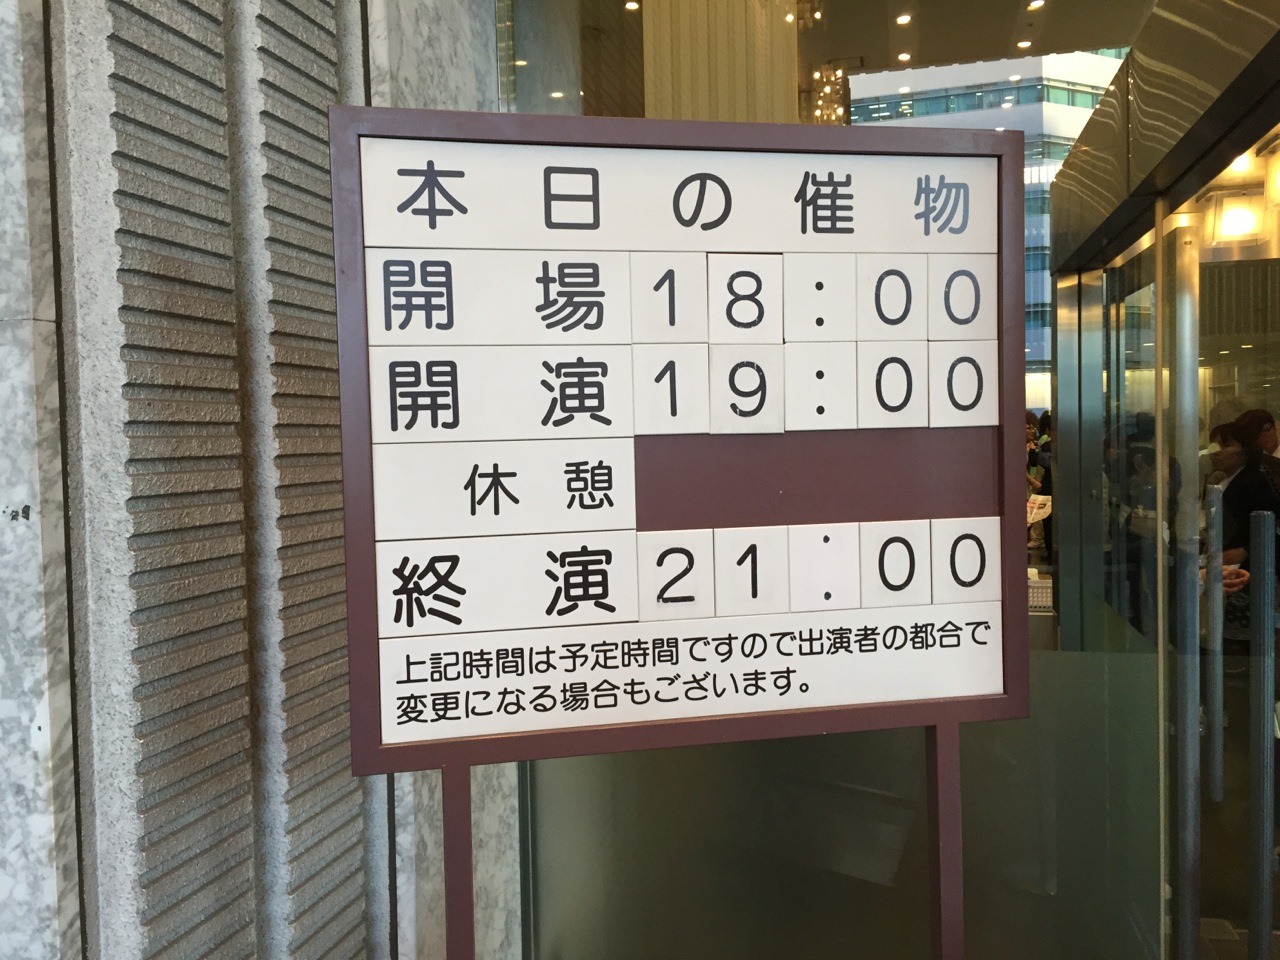 本日の催物
開場 18:00
開演 19:00
休憩
終演 21:00
上記時間は予定時間ですので出演者の都合で
変更になる場合もございます。